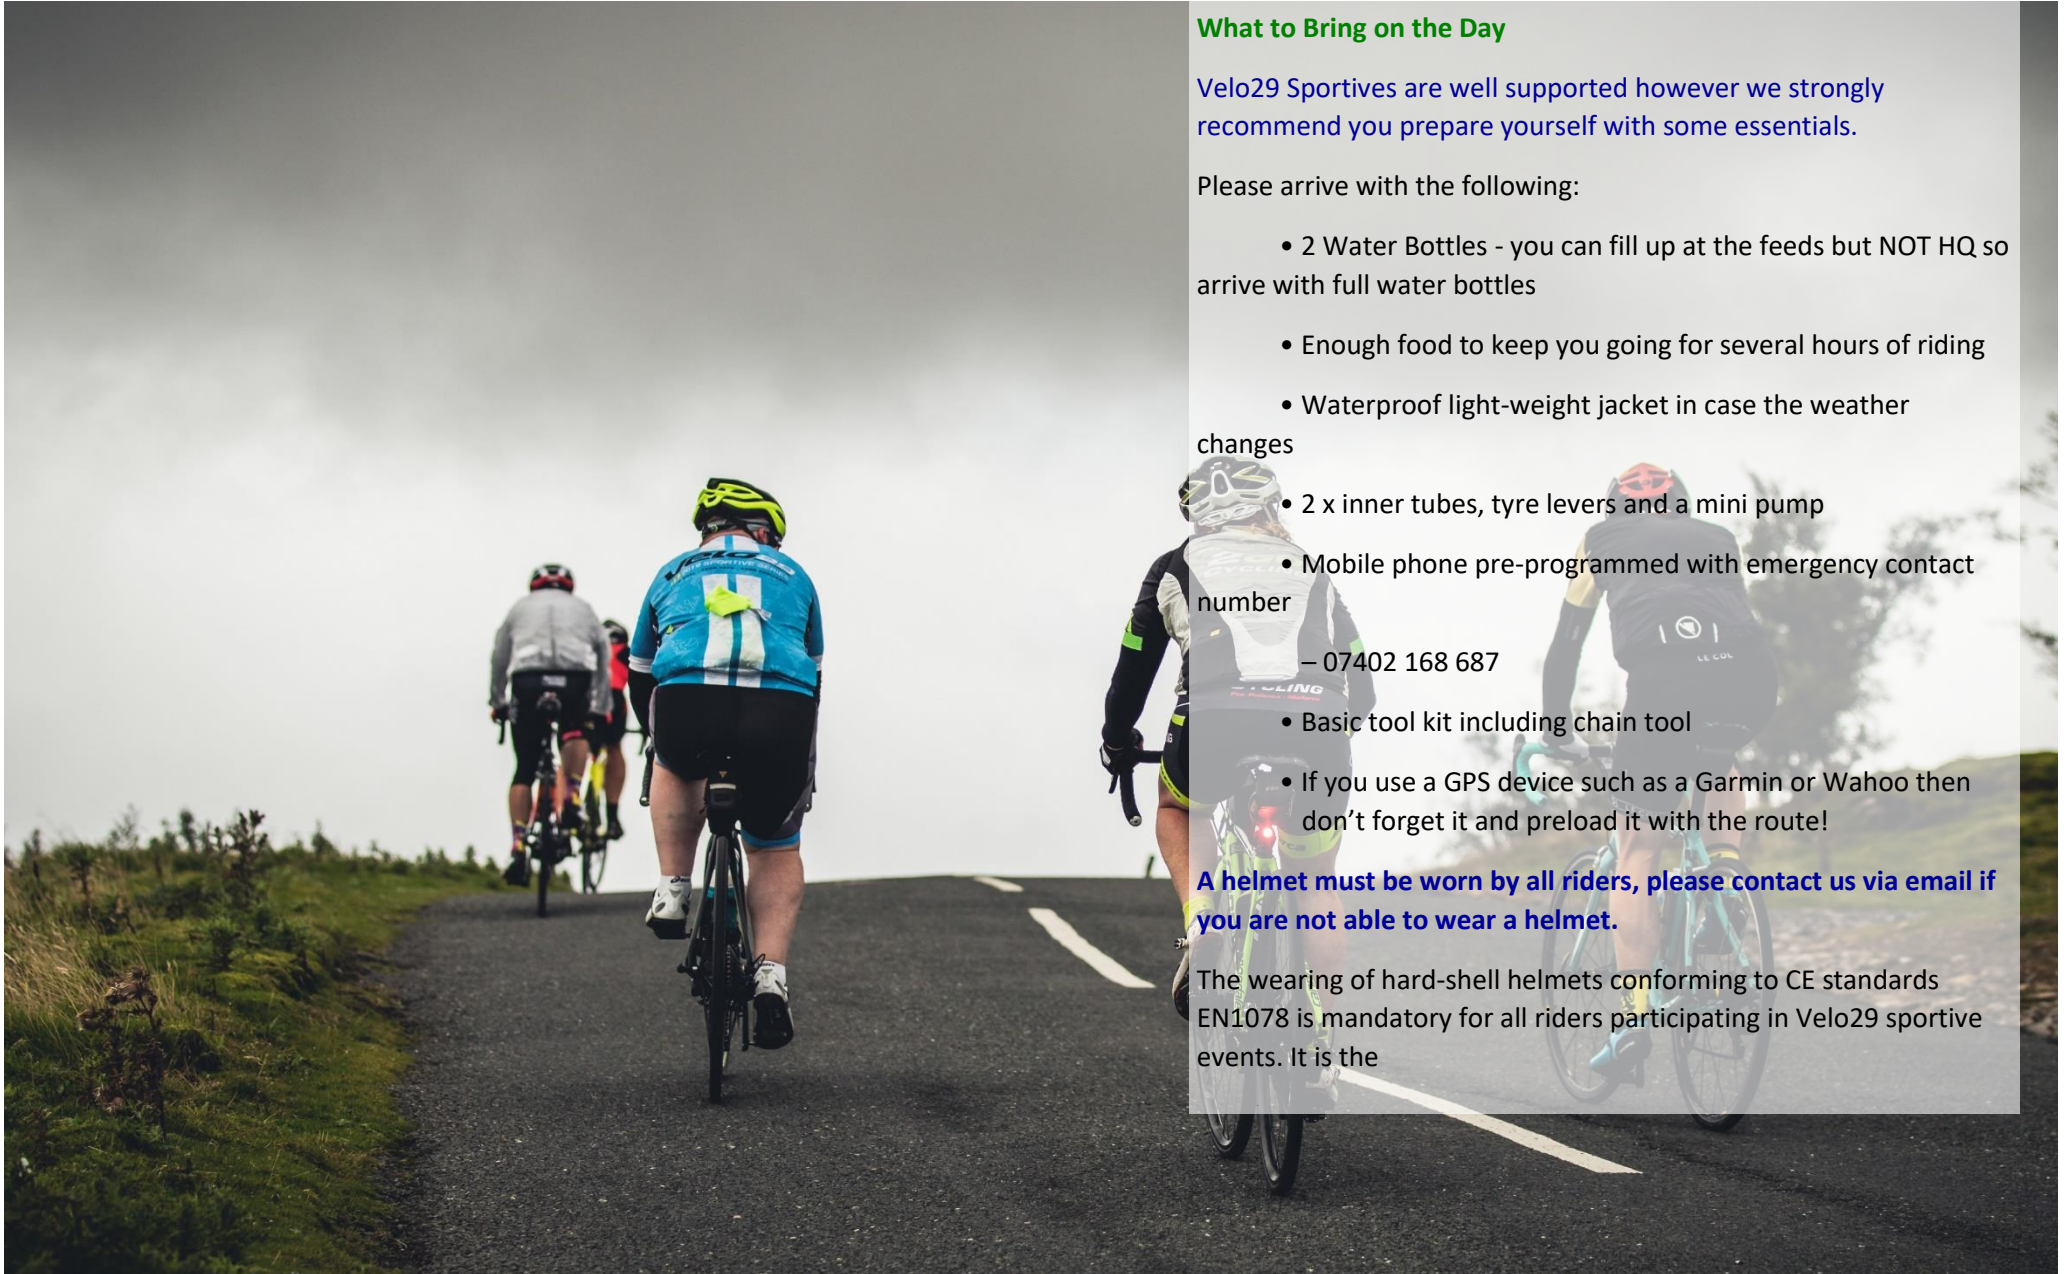 What to Bring on the Day
Velo29 Sportives are well supported however we strongly
recommend you prepare yourself with some essentials.
Please arrive with the following:
• 2 Water Bottles - you can fill up at the feeds but NOT HQ so
arrive with full water bottles
• Enough food to keep you going for several hours of riding
• Waterproof light-weight jacket in case the weather
changes
• 2 x inner tubes, tyre levers and a mini pump
• Mobile phone pre-programmed with emergency contact
number
– 07402 168 687
• Basic tool kit including chain tool
• If you use a GPS device such as a Garmin or Wahoo then
don't forget it and preload it with the route!
A helmet must be worn by all riders, please contact us via email if
you are not able to wear a helmet.
The wearing of hard-shell helmets conforming to CE standards
EN1078 is mandatory for all riders participating in Velo29 sportive
events. It is the
velo29
SPORTIVE SERIES
CYCLING
LE COL